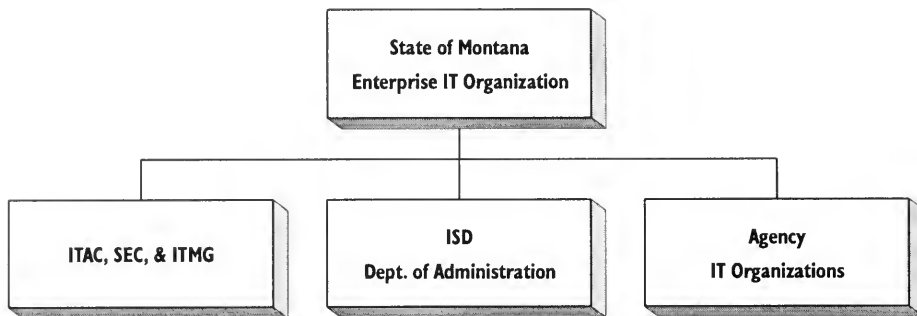 State of Montana
Enterprise IT Organization
ITAC, SEC, & ITMG
ISD
Dept. of Administration
Agency
IT Organizations